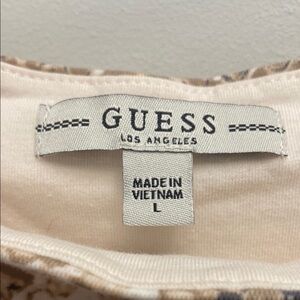 GUESS
LOS ANGELES
MADE IN
VIETNAM
L